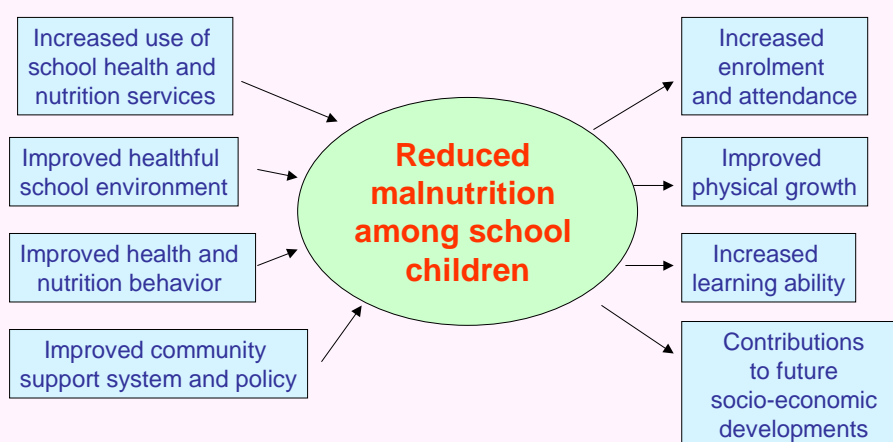 Increased use of
school health and
nutrition services
Improved healthful
school environment
Improved health and
nutrition behavior
Improved community
support system and policy
Reduced
malnutrition
among school
children
Increased
enrolment
and attendance
Improved
physical growth
Increased
learning ability
Contributions
to future
socio-economic
developments